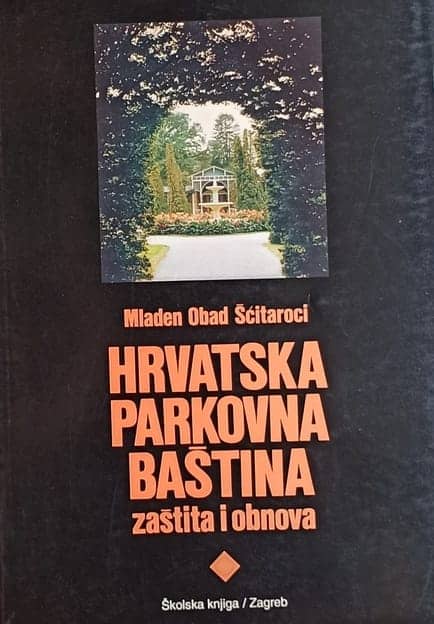 Mladen Obad Šćitaroci
HRVATSKA
PARKOVNA
BAŠTINA
zaštita i obnova
Školska knjiga / Zagreb